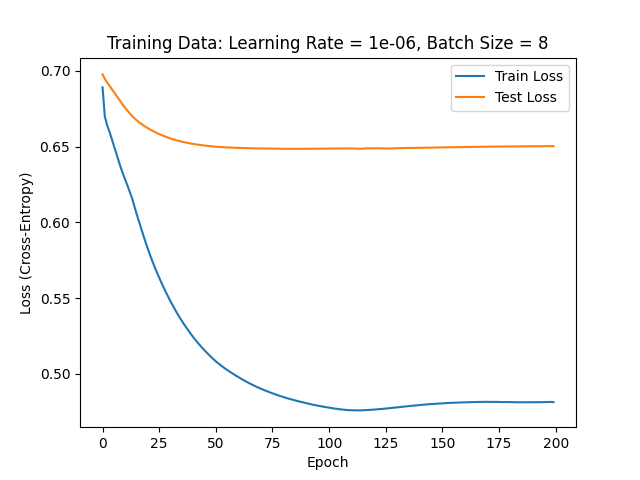 Training Data: Learning Rate = 1e-06, Batch Size = 8
Train Loss
Test Loss
0.70
0.65
0.60
0.55
0.50
Loss (Cross-Entropy)
0 25 50 75 100 125 150 175 200
Epoch